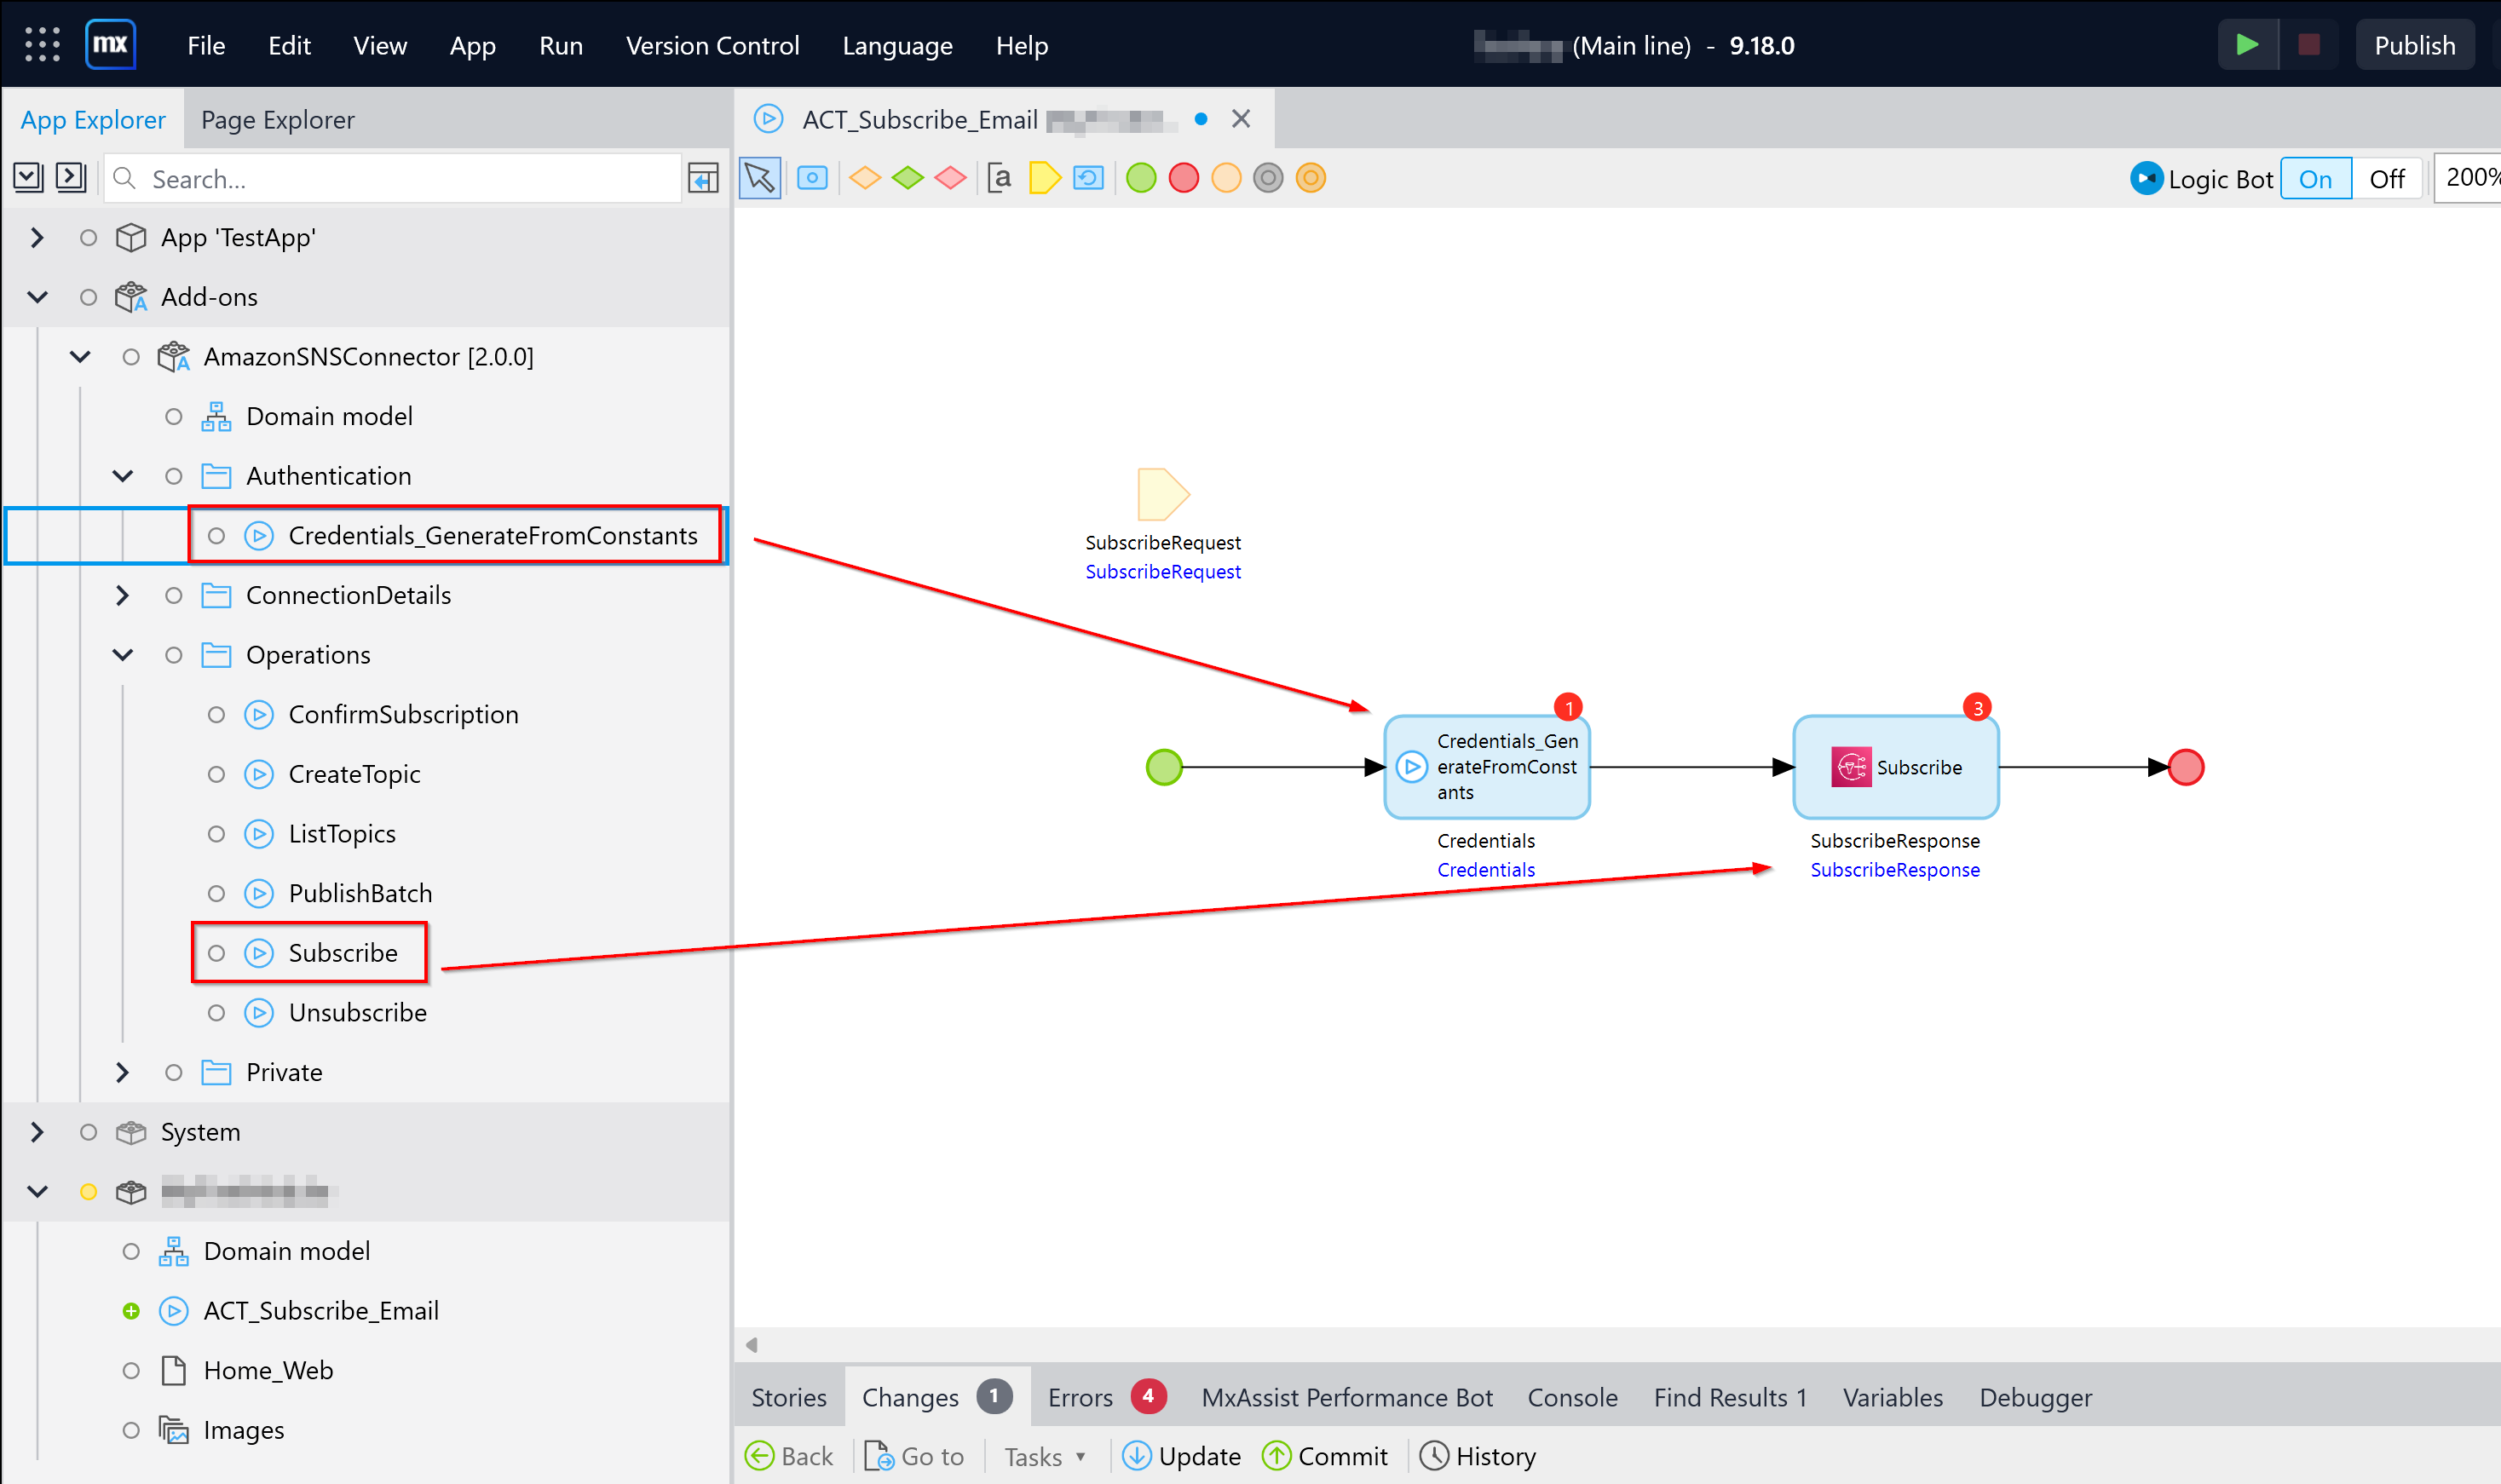 mx File Edit View App Run Version Control Language Help (Main line) - 9.18.0 Publish
App Explorer Page Explorer
ACT_Subscribe_Email
Search...
a
Logic Bot On Off 200%
App 'TestApp'
Add-ons
AmazonSNSConnector [2.0.0]
Domain model
Authentication
Credentials_GenerateFromConstants
ConnectionDetails
Operations
ConfirmSubscription
CreateTopic
ListTopics
PublishBatch
Subscribe
Unsubscribe
Private
System
Domain model
ACT_Subscribe_Email
Home_Web
Images
SubscribeRequest
SubscribeRequest
1
Credentials_Gen
erateFromConst
ants
Credentials
Credentials
3
Subscribe
SubscribeResponse
SubscribeResponse
Stories Changes 1 Errors 4 MxAssist Performance Bot Console Find Results 1 Variables Debugger
Back Go to Tasks Update Commit History